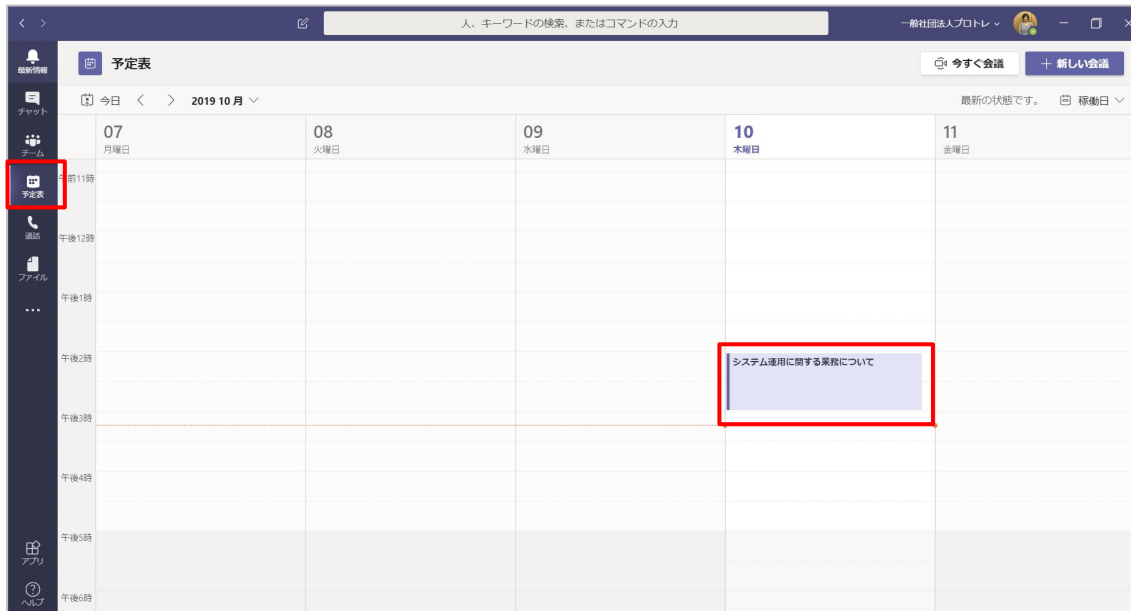 人、キーワードの検索、またはコマンドの入力
一般社団法人プロトレ
最新情報
チャット
チーム
予定表
通話
ファイル
アプリ
ヘルプ
予定表
今すぐ会議
新しい会議
今日
2019 10月
最新の状態です。
稼働日
07
月曜日
08
火曜日
09
水曜日
10
木曜日
11
金曜日
午前11時
午後12時
午後1時
午後2時
システム運用に関する業務について
午後3時
午後4時
午後5時
午後6時